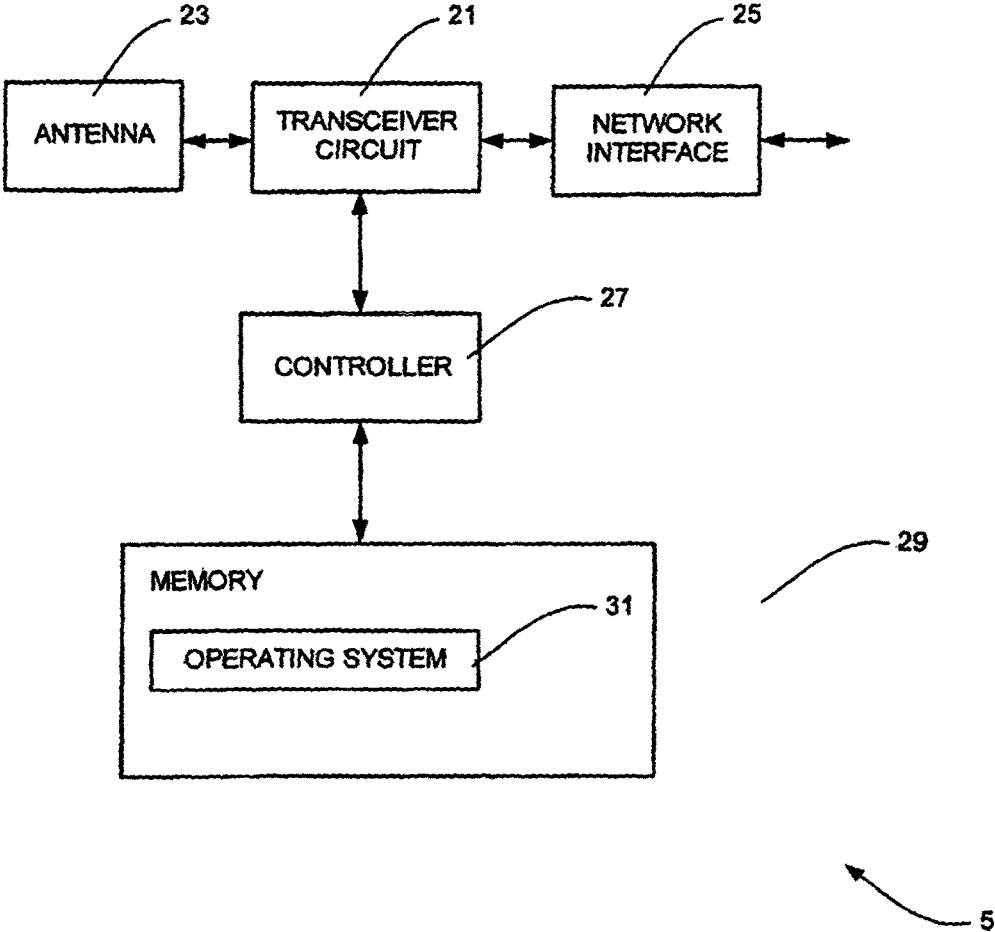 23
21
25
ANTENNA
TRANSCEIVER
CIRCUIT
NETWORK
INTERFACE
27
CONTROLLER
29
MEMORY
31
OPERATING SYSTEM
5